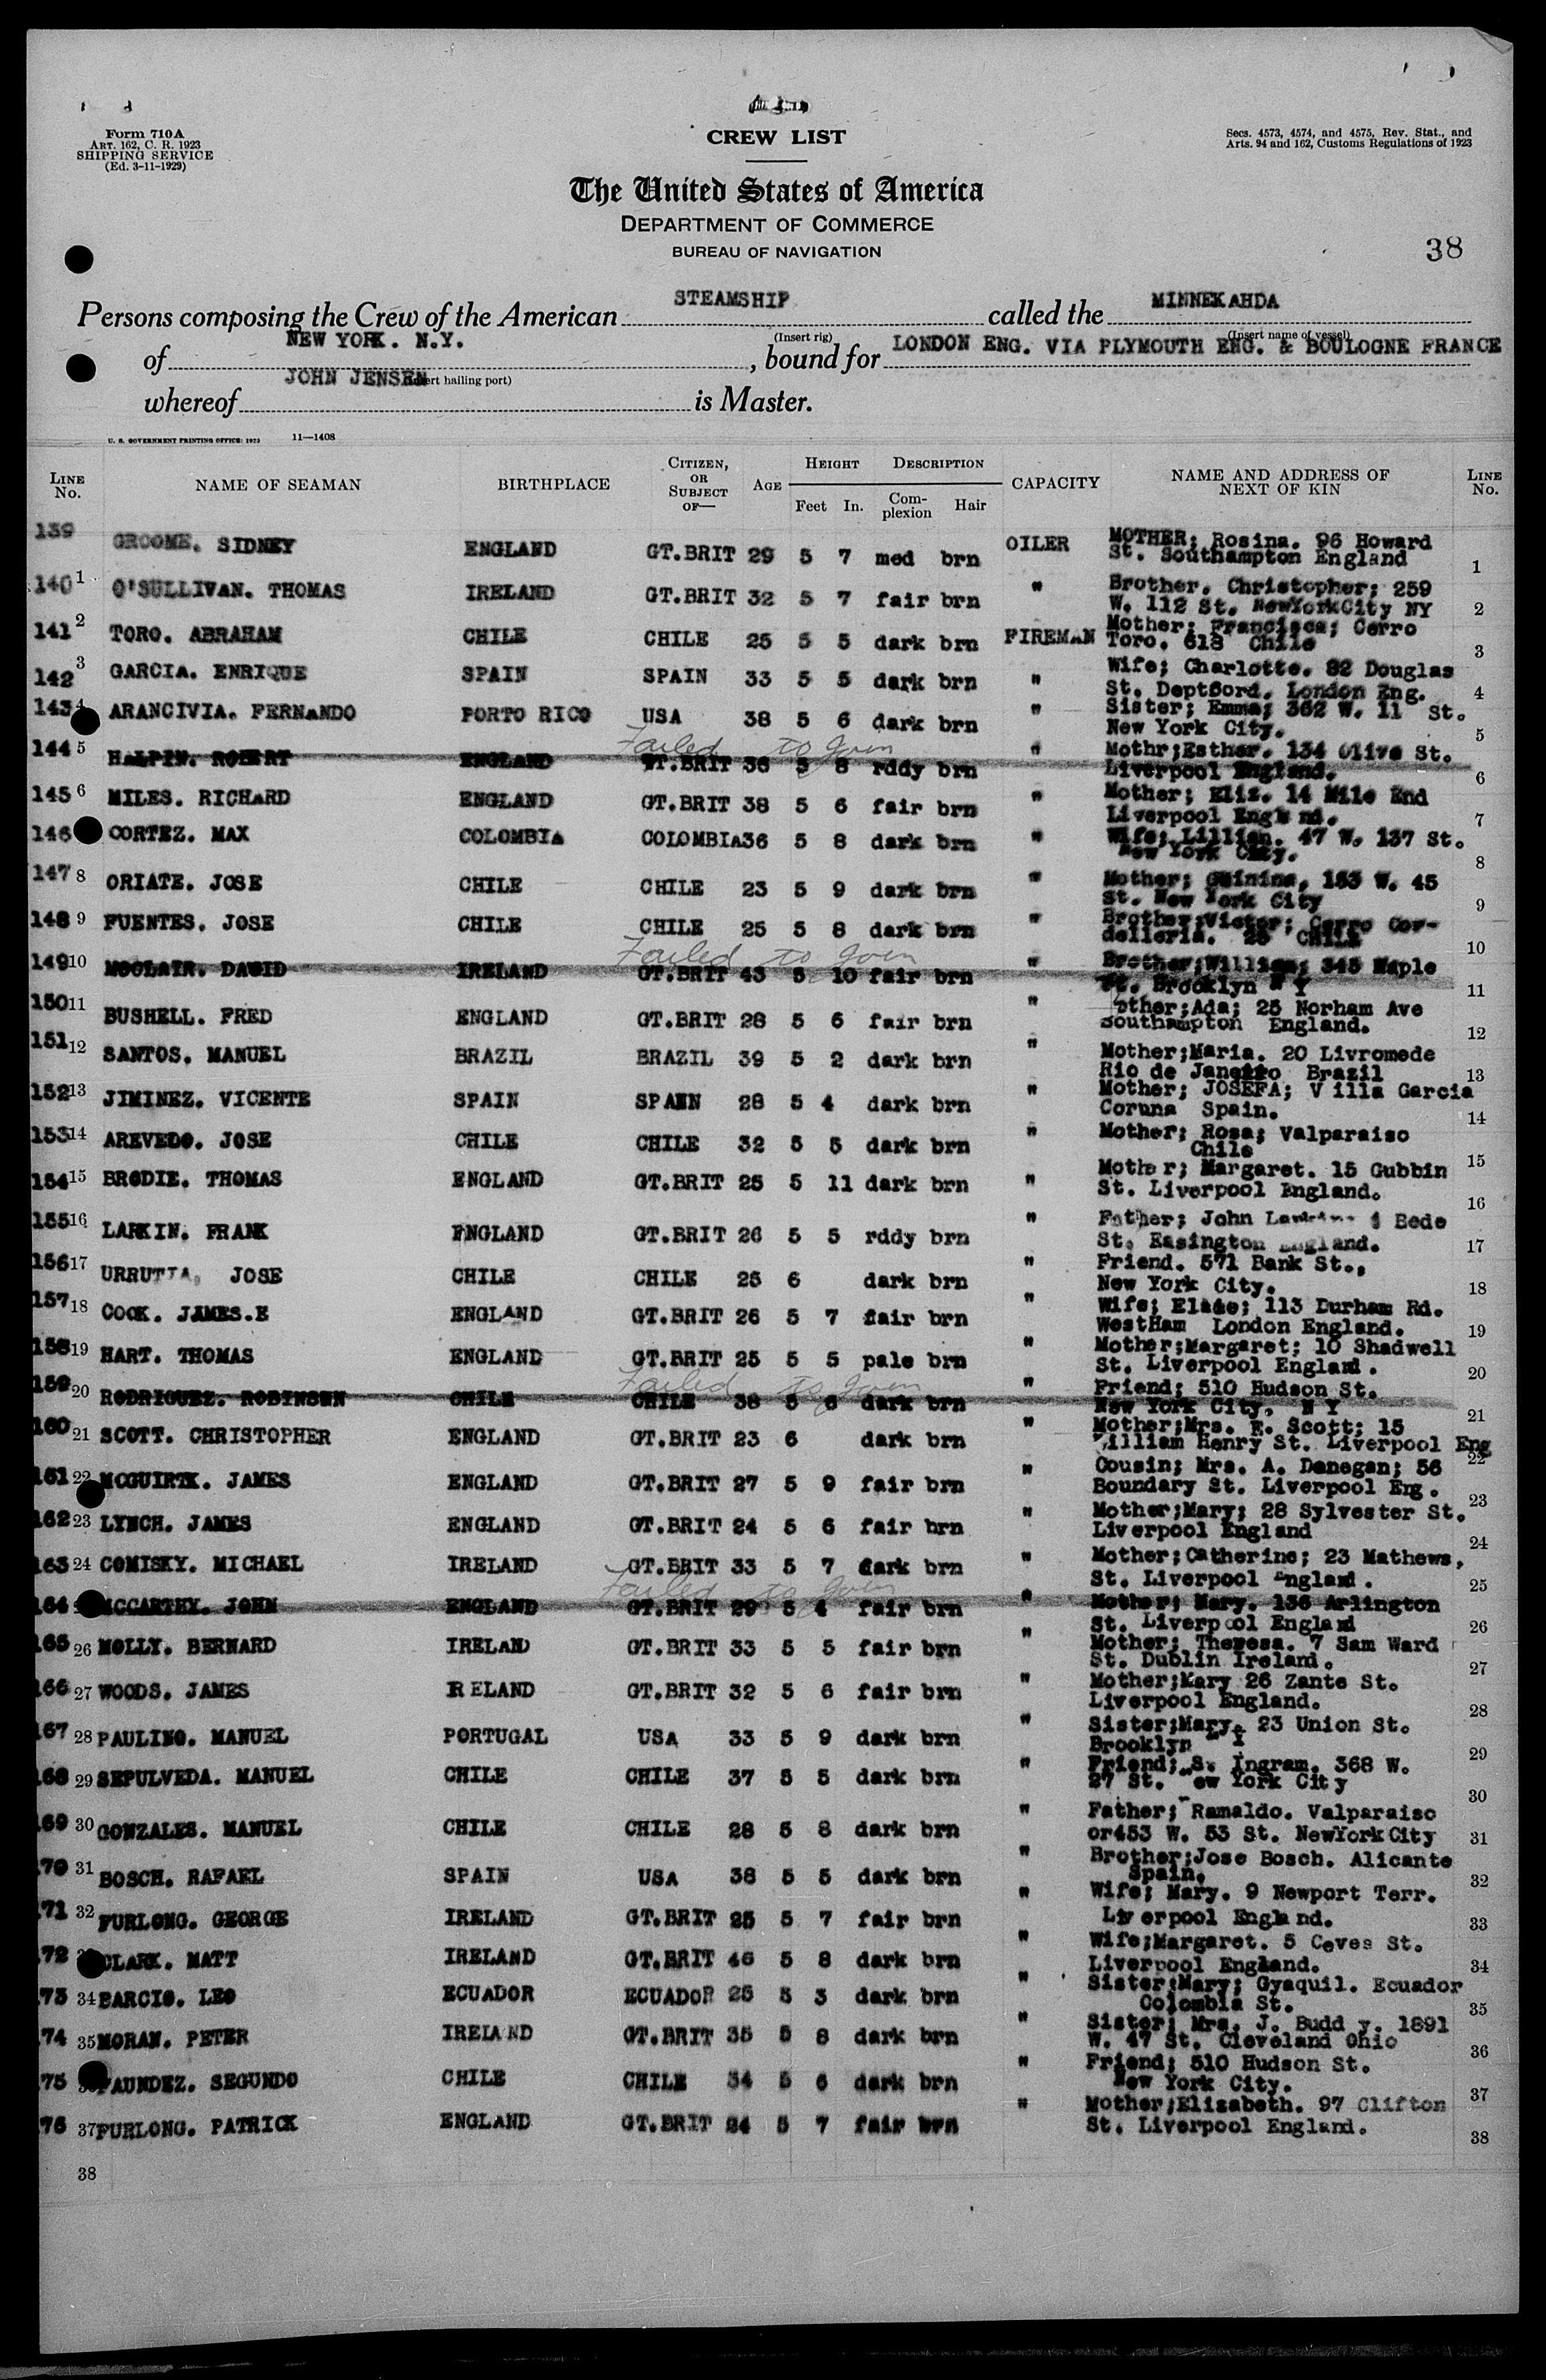 Form 710A
ART. 162, C. R. 1923
SHIPPING SERVICE
(Ed. 3-11-1929)
CREW LIST
Secs. 4573, 4574, and 4575, Rev. Stat., and
Arts. 94 and 162, Customs Regulations of 1923
The United States of America
DEPARTMENT OF COMMERCE
BUREAU OF NAVIGATION
38
Persons composing the Crew of the American STEAMSHIP called the MINNEKAHDA
(Insert rig) (Insert name of vessel)
of NEW YORK. N.Y. , bound for LONDON ENG. VIA PLYMOUTH ENG. & BOULOGNE FRANCE
(Insert hailing port)
whereof JOHN JENSEN is Master.
U. S. GOVERNMENT PRINTING OFFICE: 1929 11—1408
LINE No. NAME OF SEAMAN BIRTHPLACE CITIZEN, OR SUBJECT OF— AGE HEIGHT Feet In. DESCRIPTION Complexion Hair CAPACITY NAME AND ADDRESS OF NEXT OF KIN LINE No.
139 GROOME. SIDNEY ENGLAND GT.BRIT 29 5 7 med brn OILER MOTHER; Rosina. 96 Howard
St. Southampton England 1
140 1 O'SULLIVAN. THOMAS IRELAND GT.BRIT 32 5 7 fair brn " Brother. Christopher; 259
W. 112 St. NewYorkCity NY 2
141 2 TORO. ABRAHAM CHILE CHILE 25 5 5 dark brn FIREMAN Mother; Francisca; Cerro
Toro. 618 Chile 3
142 3 GARCIA. ENRIQUE SPAIN SPAIN 33 5 5 dark brn " Wife; Charlotte. 82 Douglas
St. Deptford. London Eng. 4
143 4 ARANCIVIA. FERNANDO PORTO RICO USA 38 5 6 dark brn " Sister; Emma; 362 W. 11 St.
New York City. 5
Failed to Join
144 5 HALPIN. ROBERT ENGLAND GT.BRIT 36 5 8 rddy brn " Mothr;Esther. 134 Olive St.
Liverpool England. 6
145 6 MILES. RICHARD ENGLAND GT.BRIT 38 5 6 fair brn " Mother; Eliz. 14 Mile End
Liverpool Engl nd. 7
146 CORTEZ. MAX COLOMBIA COLOMBIA 36 5 8 dark brn " Wife; Lillian. 47 W. 137 St.
New York City. 8
147 8 ORIATE. JOSE CHILE CHILE 23 5 9 dark brn " Mother; 153 W. 45
St. New York City 9
148 9 FUENTES. JOSE CHILE CHILE 25 5 8 dark brn " Brother;Victor; Cerro Cor-
delleria. 25 CHILE 10
Failed to Join
149 10 MCCLAIR. DAVID IRELAND GT.BRIT 43 5 10 fair brn " Brother;William; 345 Maple
St. Brooklyn N Y 11
150 11 BUSHELL. FRED ENGLAND GT.BRIT 28 5 6 fair brn " other;Ada; 25 Norham Ave
Southampton England. 12
151 12 SANTOS. MANUEL BRAZIL BRAZIL 39 5 2 dark brn " Mother;Maria. 20 Livromede
Rio de Janeiro Brazil 13
152 13 JIMINEZ. VICENTE SPAIN SPAIN 28 5 4 dark brn " Mother; JOSEFA; V illa Garcia
Coruna Spain. 14
153 14 AREVEDO. JOSE CHILE CHILE 32 5 5 dark brn " Mother; Rosa; Valparaiso
Chile 15
154 15 BRODIE. THOMAS ENGLAND GT.BRIT 25 5 11 dark brn " Mother; Margaret. 15 Gubbin
St. Liverpool England. 16
155 16 LARKIN. FRANK ENGLAND GT.BRIT 26 5 5 rddy brn " Father; John Bede
St. Easington England. 17
156 17 URRUTIA, JOSE CHILE CHILE 25 6 dark brn " Friend. 571 Bank St.,
New York City. 18
157 18 COOK. JAMES.E ENGLAND GT.BRIT 26 5 7 fair brn " Wife; 113 Durham Rd.
WestHam London England. 19
158 19 HART. THOMAS ENGLAND GT.BRIT 25 5 5 pale brn " Mother;Margaret; 10 Shadwell
St. Liverpool England. 20
Failed to Join
159 20 RODRIGUEZ. ROBINSEN CHILE CHILE 38 5 6 dark brn " Friend; 510 Hudson St.
New York City, N Y 21
160 21 SCOTT. CHRISTOPHER ENGLAND GT.BRIT 23 6 dark brn " Mother;Mrs. E. Scott; 15
William Henry St. Liverpool Eng 22
161 22 MCGUIRTK. JAMES ENGLAND GT.BRIT 27 5 9 fair brn " Cousin; Mrs. A. Donegan; 56
Boundary St. Liverpool Eng. 23
162 23 LYNCH. JAMES ENGLAND GT.BRIT 24 5 6 fair brn " Mother;Mary; 28 Sylvester St.
Liverpool England 24
163 24 COMISKY. MICHAEL IRELAND GT.BRIT 33 5 7 dark brn " Mother;Catherine; 23 Mathews,
St. Liverpool England. 25
Failed to Join
164 MCCARTHY. JOHN ENGLAND GT.BRIT 29 5 4 fair brn " Mother; Mary. 136 Arlington
St. Liverpool England 26
165 26 MOLLY. BERNARD IRELAND GT.BRIT 33 5 5 fair brn " Mother; Theresa. 7 Sam Ward
St. Dublin Ireland. 27
166 27 WOODS. JAMES R ELAND GT.BRIT 32 5 6 fair brn " Mother;Mary 26 Zante St.
Liverpool England. 28
167 28 PAULINO. MANUEL PORTUGAL USA 33 5 9 dark brn " Sister;Mary. 23 Union St.
Brooklyn N Y 29
168 29 SEPULVEDA. MANUEL CHILE CHILE 37 5 5 dark brn " Friend; S. Ingram. 368 W.
27 St. New York City 30
169 30 GONZALES. MANUEL CHILE CHILE 28 5 8 dark brn " Father; Ramaldo. Valparaiso
or453 W. 53 St. NewYorkCity 31
170 31 BOSCH. RAFAEL SPAIN USA 38 5 5 dark brn " Brother;Jose Bosch. Alicante
Spain. 32
171 32 FURLONG. GEORGE IRELAND GT.BRIT 25 5 7 fair brn " Wife; Mary. 9 Newport Terr.
Liv erpool Engla nd. 33
72 CLARK. MATT IRELAND GT.BRIT 46 5 8 dark brn " Wife;Margaret. 5 Ceves St.
Liverpool England. 34
73 34 BARCIO. LEO ECUADOR ECUADOR 25 5 3 dark brn " Sister;Mary; Gyaquil. Ecuador
Colombia St. 35
74 35 MORAN. PETER IRELAND GT.BRIT 35 5 8 dark brn " Sister; Mrs. J. Budd y. 1891
W. 47 St. Cleveland Ohio 36
75 FAUNDEZ. SEGUNDO CHILE CHILE 34 5 6 dark brn " Friend; 510 Hudson St.
New York City. 37
76 37 FURLONG. PATRICK ENGLAND GT.BRIT 24 5 7 fair brn " Mother;Elizabeth. 97 Clifton
St. Liverpool England. 38
38